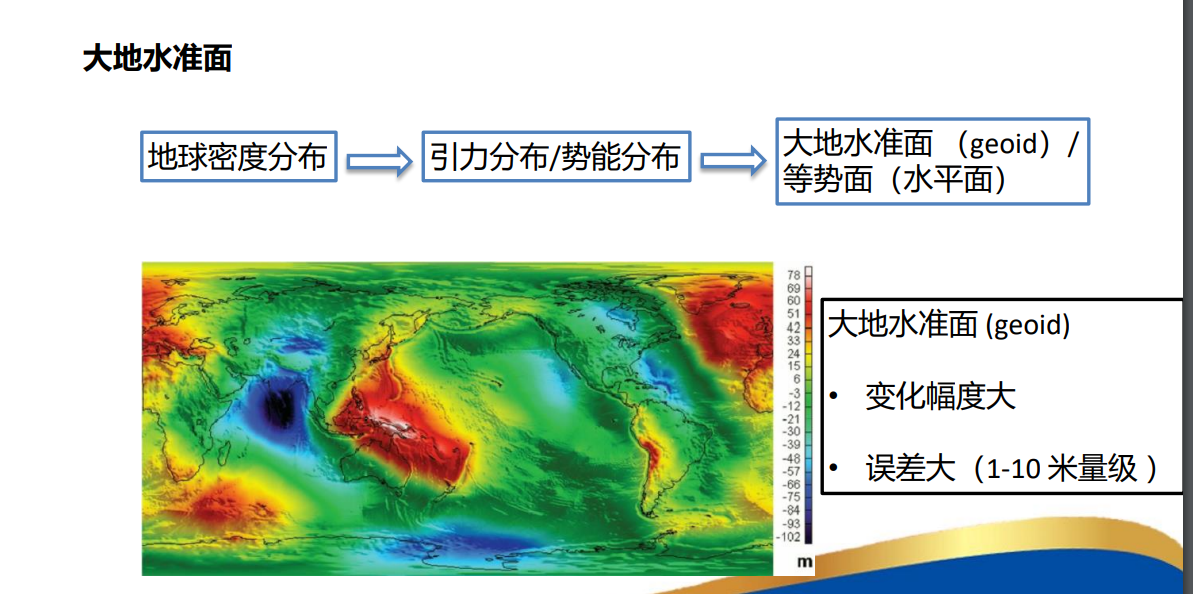 大地水准面
地球密度分布
引力分布/势能分布
大地水准面 （geoid）/
等势面（水平面）
78
69
60
51
42
33
24
15
6
-3
-12
-21
-30
-39
-48
-57
-66
-75
-84
-93
-102
m
大地水准面 (geoid)
• 变化幅度大
• 误差大（1-10 米量级 ）